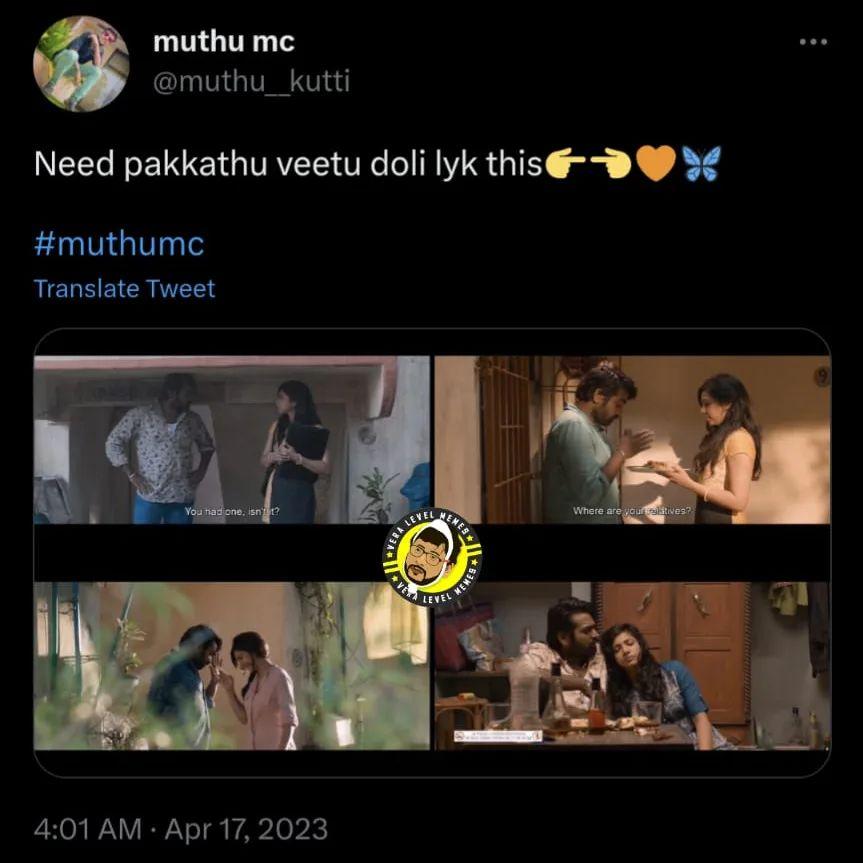 muthu mc
@muthu__kutti
Need pakkathu veetu doli lyk this👉👈🧡🦋
#muthumc
Translate Tweet
You had one, isn't it?
Where are your relatives?
VERA LEVEL MEMES
VERA LEVEL MEMES
4:01 AM · Apr 17, 2023